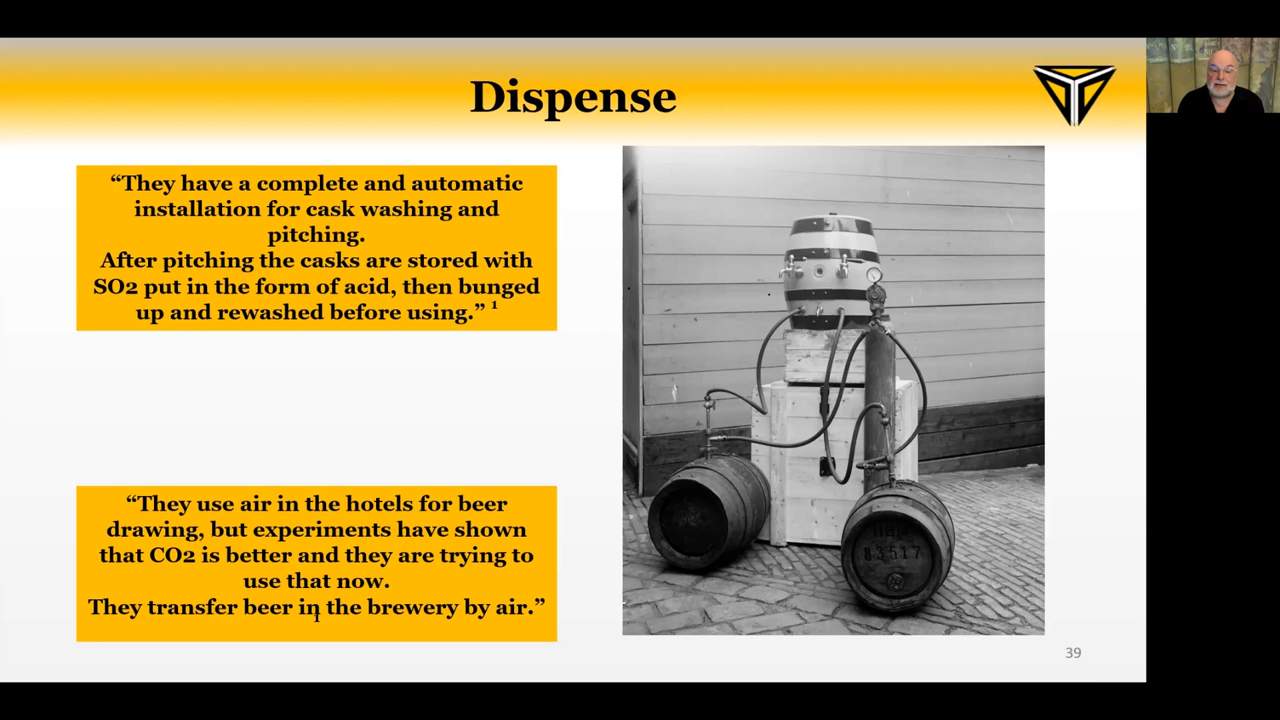 Dispense
“They have a complete and automatic
installation for cask washing and
pitching.
After pitching the casks are stored with
SO2 put in the form of acid, then bunged
up and rewashed before using.” 1
“They use air in the hotels for beer
drawing, but experiments have shown
that CO2 is better and they are trying to
use that now.
They transfer beer in the brewery by air.”
1
83517
39